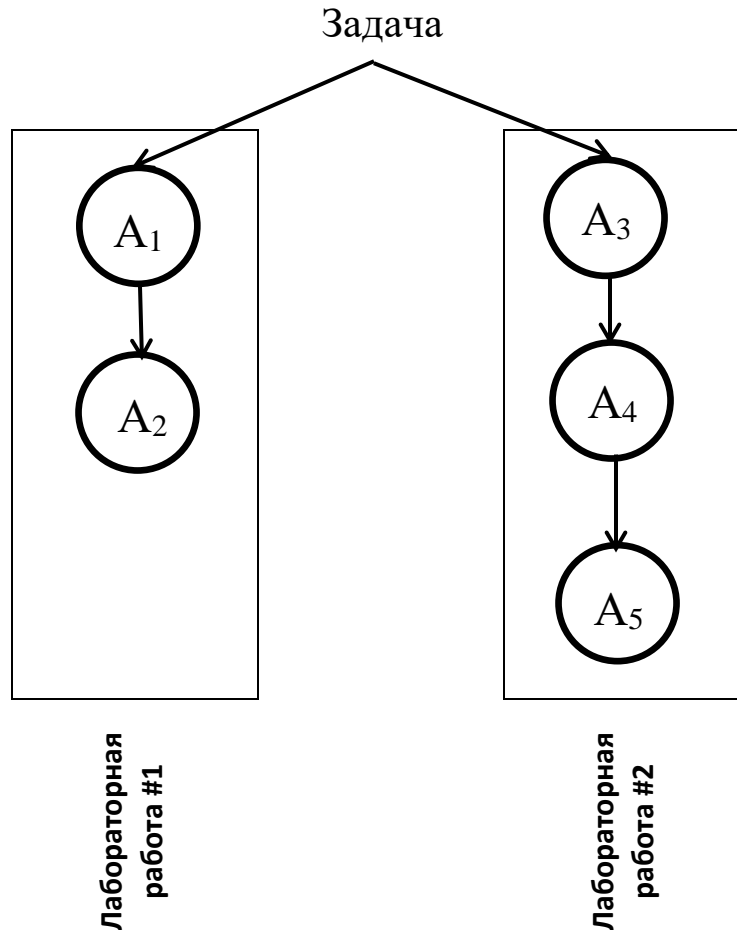 Задача
A1
A2
A3
A4
A5
Лабораторная
работа #1
Лабораторная
работа #2